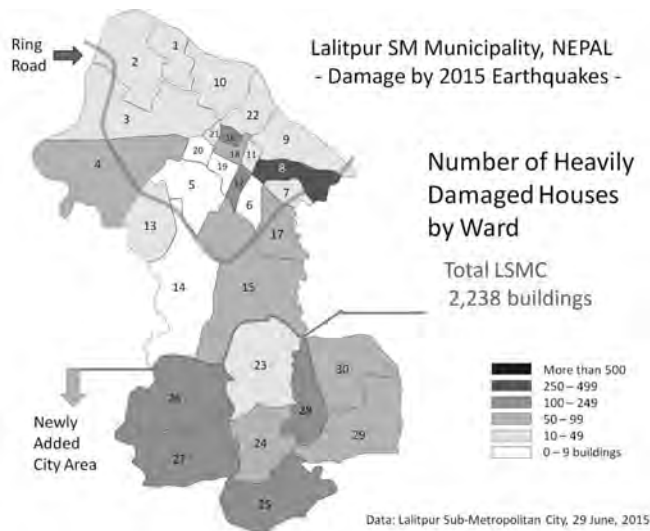 Ring
Road
Lalitpur SM Municipality, NEPAL
- Damage by 2015 Earthquakes -
1
2
10
3
22
9
21
16
20
18
11
4
19
8
5
7
6
13
17
14
15
Number of Heavily
Damaged Houses
by Ward
Total LSMC
2,238 buildings
23
30
26
28
24
29
27
25
Newly
Added
City Area
More than 500
250 – 499
100 - 249
50 – 99
10 – 49
0 – 9 buildings
Data: Lalitpur Sub-Metropolitan City, 29 June, 2015